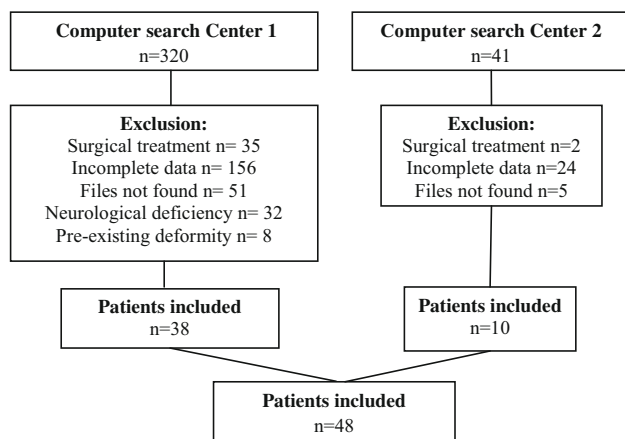 Computer search Center 1
n=320
Computer search Center 2
n=41
Exclusion:
Surgical treatment n= 35
Incomplete data n= 156
Files not found n= 51
Neurological deficiency n= 32
Pre-existing deformity n= 8
Exclusion:
Surgical treatment n=2
Incomplete data n=24
Files not found n=5
Patients included
n=38
Patients included
n=10
Patients included
n=48